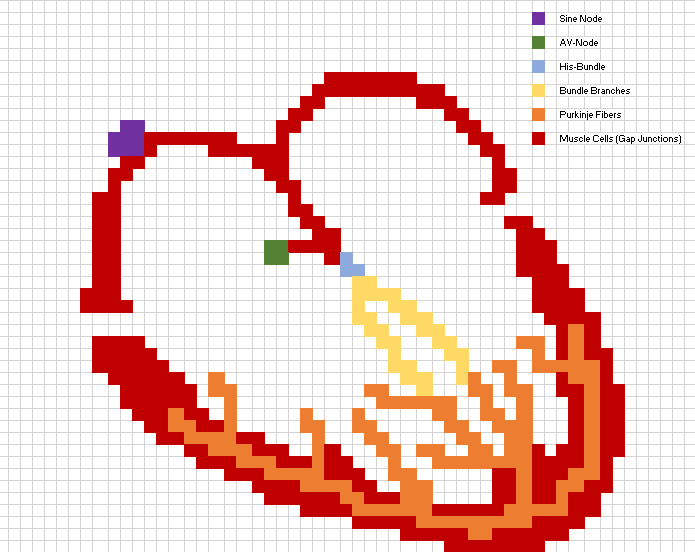 Sine Node
AV-Node
His-Bundle
Bundle Branches
Purkinje Fibers
Muscle Cells (Gap Junctions)